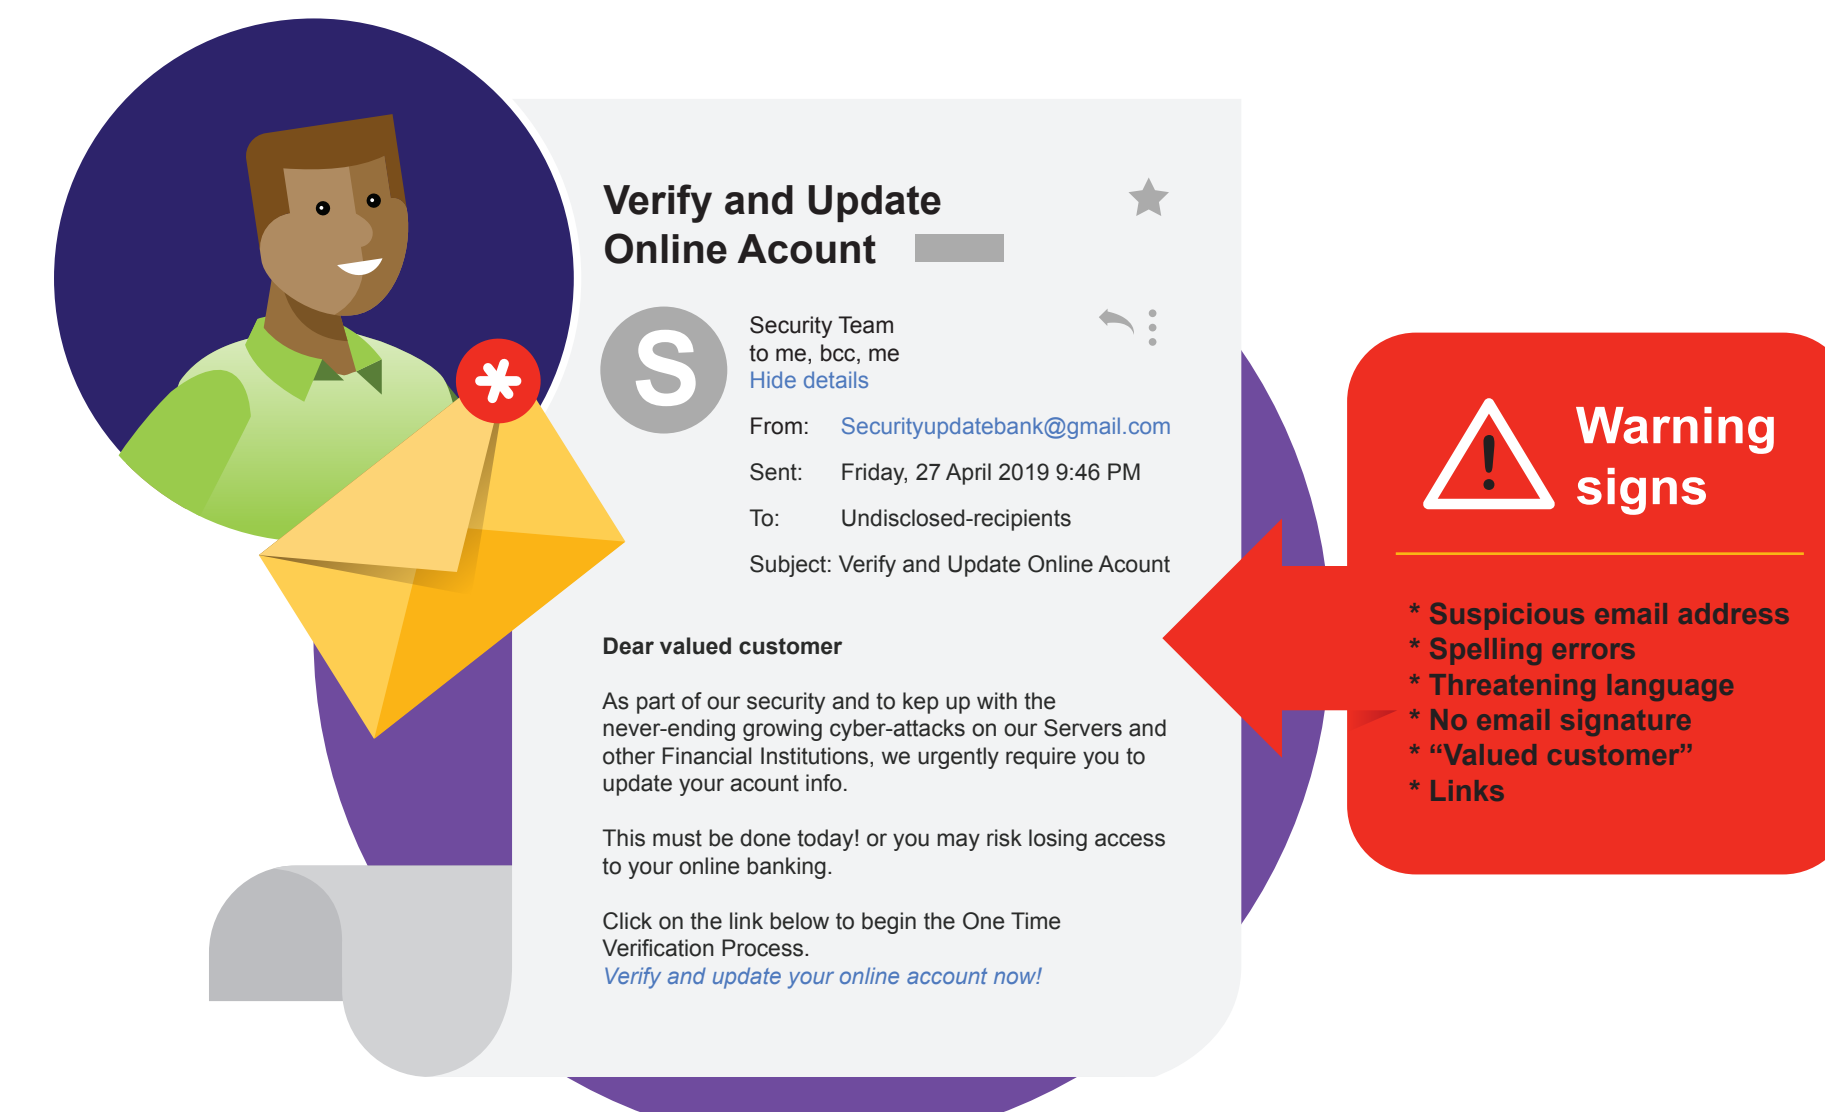 Verify and Update
Online Acount
S
Security Team
to me, bcc, me
Hide details
From: Securityupdatebank@gmail.com
Sent: Friday, 27 April 2019 9:46 PM
To: Undisclosed-recipients
Subject: Verify and Update Online Acount
Dear valued customer
As part of our security and to kep up with the
never-ending growing cyber-attacks on our Servers and
other Financial Institutions, we urgently require you to
update your acount info.
This must be done today! or you may risk losing access
to your online banking.
Click on the link below to begin the One Time
Verification Process.
Verify and update your online account now!
Warning
signs
* Suspicious email address
* Spelling errors
* Threatening language
* No email signature
* “Valued customer”
* Links